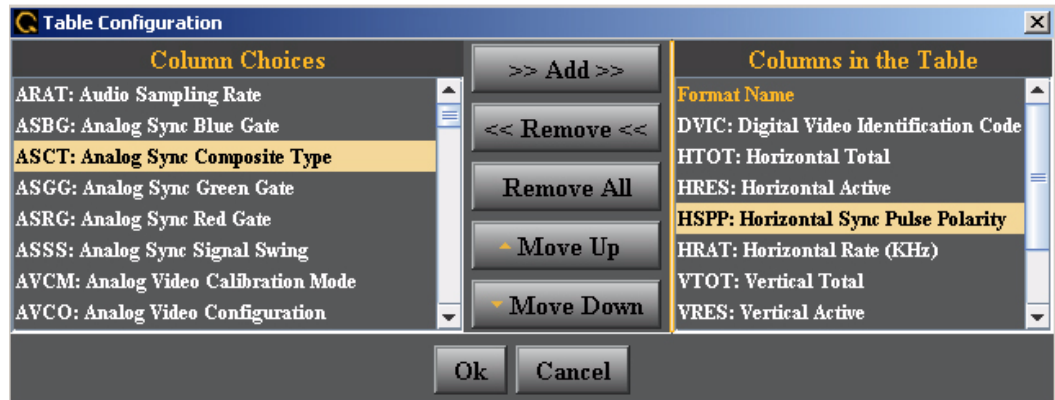 Table Configuration
Column Choices
ARAT: Audio Sampling Rate
ASBG: Analog Sync Blue Gate
ASCT: Analog Sync Composite Type
ASGG: Analog Sync Green Gate
ASRG: Analog Sync Red Gate
ASSS: Analog Sync Signal Swing
AVCM: Analog Video Calibration Mode
AVCO: Analog Video Configuration
>> Add >>
<< Remove <<
Remove All
Move Up
Move Down
Columns in the Table
Format Name
DVIC: Digital Video Identification Code
HTOT: Horizontal Total
HRES: Horizontal Active
HSPP: Horizontal Sync Pulse Polarity
HRAT: Horizontal Rate (KHz)
VTOT: Vertical Total
VRES: Vertical Active
Ok
Cancel